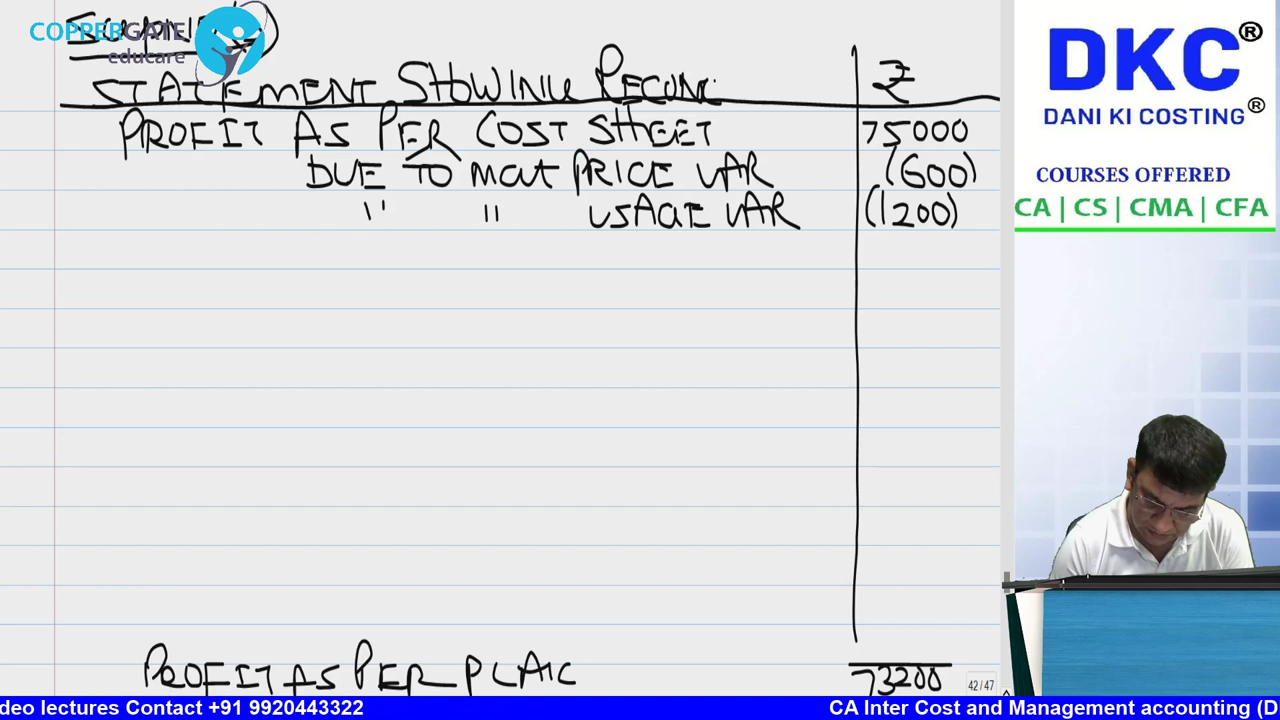 COPPERGATE
educare
STATEMENT SHOWING RECONC
₹
PROFIT AS PER COST SHEET 75000
DUE TO MAT PRICE VAR (600)
" " USAGE VAR (1200)
PROFIT AS PER PL A/C 73200
42/47
DKC®
DANI KI COSTING®
COURSES OFFERED
CA | CS | CMA | CFA
deo lectures Contact +91 9920443322
CA Inter Cost and Management accounting (D